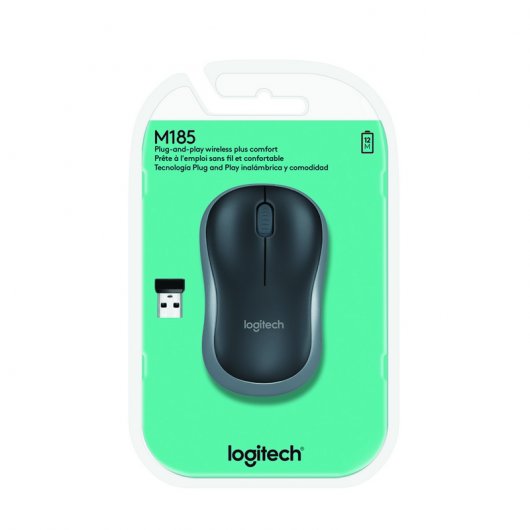 M185
Plug-and-play wireless plus comfort
Prête à l'emploi sans fil et confortable
Tecnología Plug and Play inalámbrica y comodidad
12
M
logitech
logitech